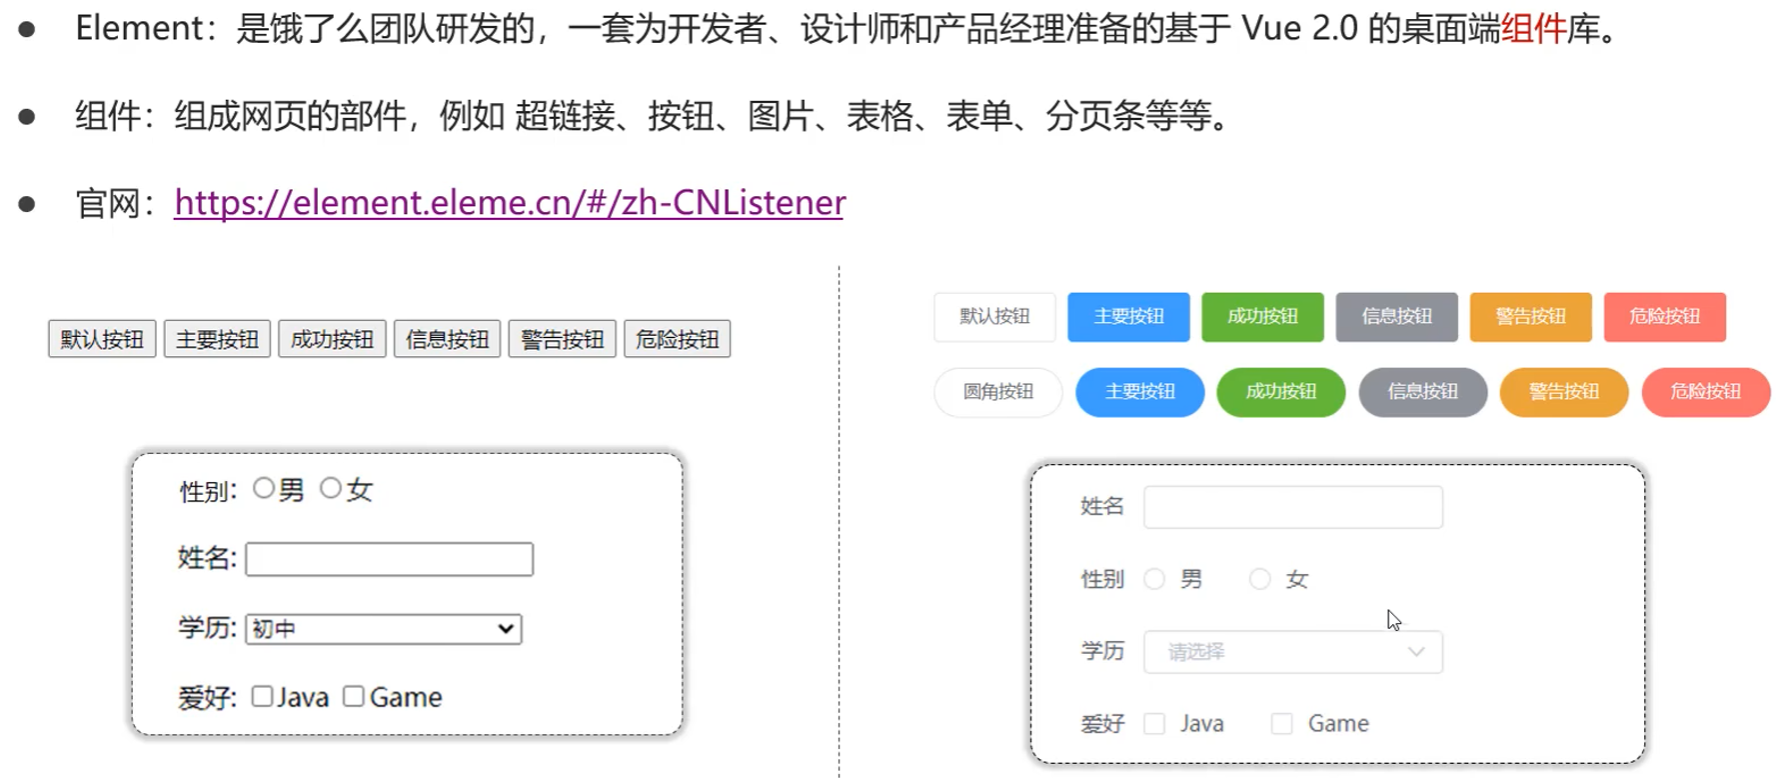 Element：是饿了么团队研发的，一套为开发者、设计师和产品经理准备的基于 Vue 2.0 的桌面端组件库。
组件：组成网页的部件，例如 超链接、按钮、图片、表格、表单、分页条等等。
官网：https://element.eleme.cn/#/zh-CNListener
默认按钮 主要按钮 成功按钮 信息按钮 警告按钮 危险按钮
性别：男 女
姓名:
学历: 初中
爱好: Java Game
默认按钮 主要按钮 成功按钮 信息按钮 警告按钮 危险按钮
圆角按钮 主要按钮 成功按钮 信息按钮 警告按钮 危险按钮
姓名
性别 男 女
学历 请选择
爱好 Java Game